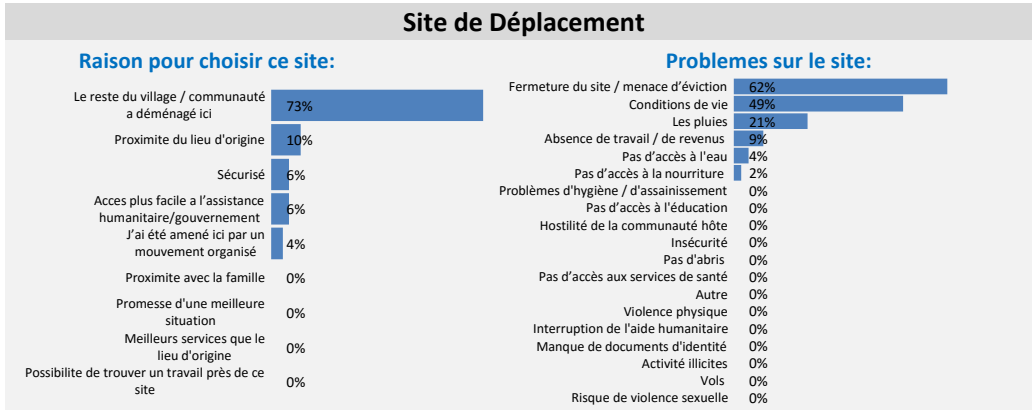 Site de Déplacement
Raison pour choisir ce site:
Le reste du village / communauté
a déménagé ici
73%
Proximite du lieu d'origine
10%
Sécurisé
6%
Acces plus facile a l'assistance
humanitaire/gouvernement
6%
J'ai été amené ici par un
mouvement organisé
4%
Proximite avec la famille
0%
Promesse d'une meilleure
situation
0%
Meilleurs services que le
lieu d'origine
0%
Possibilite de trouver un travail près de ce
site
0%
Problemes sur le site:
Fermeture du site / menace d'éviction 62%
Conditions de vie 49%
Les pluies 21%
Absence de travail / de revenus 9%
Pas d'accès à l'eau 4%
Pas d'accès à la nourriture 2%
Problèmes d'hygiène / d'assainissement 0%
Pas d'accès à l'éducation 0%
Hostilité de la communauté hôte 0%
Insécurité 0%
Pas d'abris 0%
Pas d'accès aux services de santé 0%
Autre 0%
Violence physique 0%
Interruption de l'aide humanitaire 0%
Manque de documents d'identité 0%
Activité illicites 0%
Vols 0%
Risque de violence sexuelle 0%